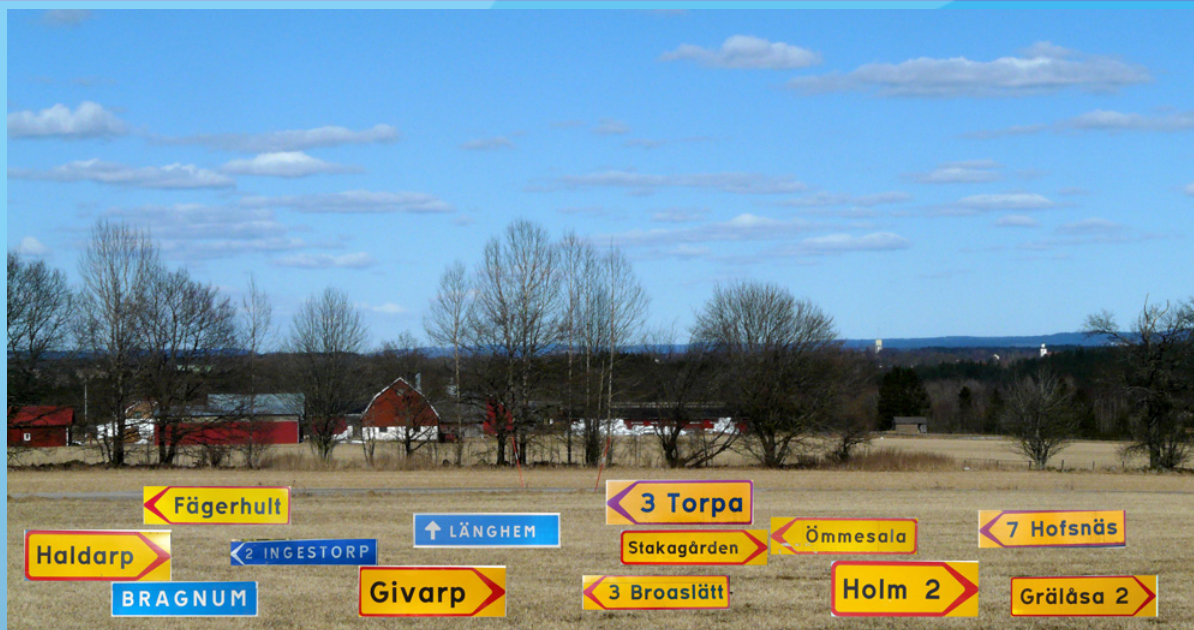 Fägerhult
3 Torpa
LÄNGHEM
7 Hofsnäs
Ömmesala
Haldarp
2 INGESTORP
Stakagården
BRAGNUM
Givarp
3 Broaslätt
Holm 2
Grälåsa 2